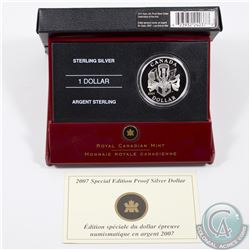 STERLING SILVER
1 DOLLAR
ARGENT STERLING
CANADA
DOLLAR
ROYAL CANADIAN MINT
MONNAIE ROYALE CANADIENNE
2007 Special Edition Proof Silver Dollar
Édition spéciale du dollar épreuve
numismatique en argent 2007